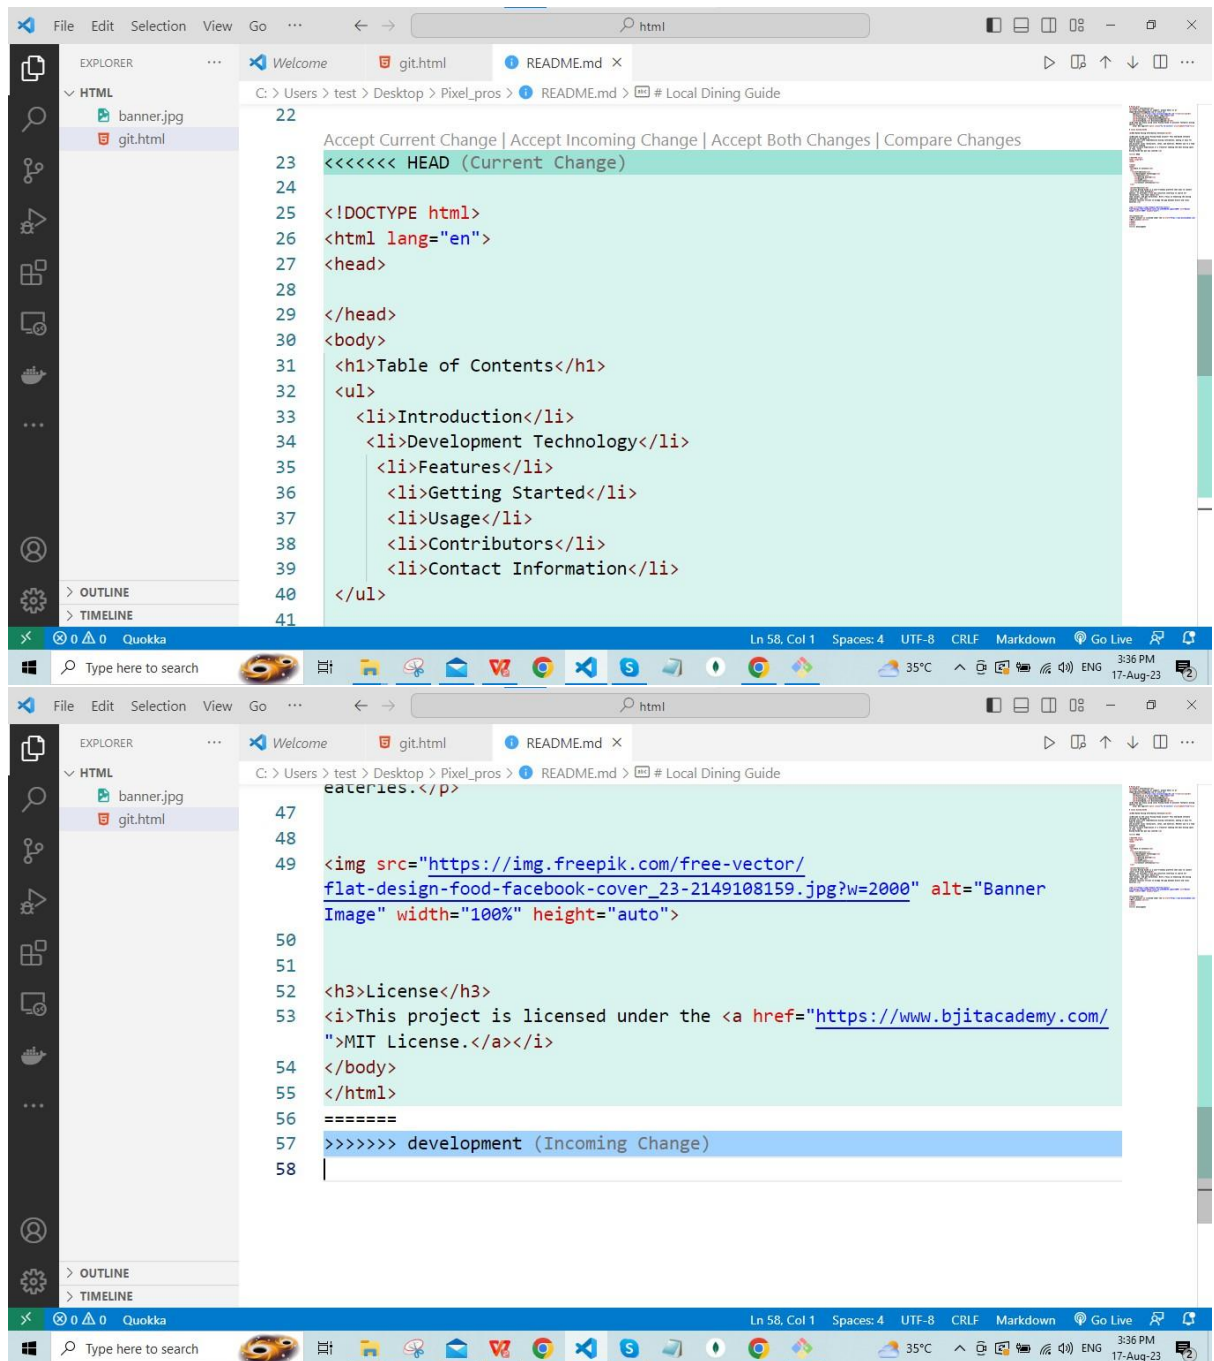 File Edit Selection View Go ··· html
EXPLORER ··· Welcome git.html README.md
HTML C: > Users > test > Desktop > Pixel_pros > README.md > # Local Dining Guide
banner.jpg
git.html
22
Accept Current Change | Accept Incoming Change | Accept Both Changes | Compare Changes
23 <<<<<<< HEAD (Current Change)
24
25 <!DOCTYPE html>
26 <html lang="en">
27 <head>
28
29 </head>
30 <body>
31 <h1>Table of Contents</h1>
32 <ul>
33 <li>Introduction</li>
34 <li>Development Technology</li>
35 <li>Features</li>
36 <li>Getting Started</li>
37 <li>Usage</li>
38 <li>Contributors</li>
39 <li>Contact Information</li>
40 </ul>
41
OUTLINE
TIMELINE
0 0 Quokka Ln 58, Col 1 Spaces: 4 UTF-8 CRLF Markdown Go Live
Type here to search 35°C ENG 3:36 PM
17-Aug-23 2
File Edit Selection View Go ··· html
EXPLORER ··· Welcome git.html README.md
HTML C: > Users > test > Desktop > Pixel_pros > README.md > # Local Dining Guide
banner.jpg
git.html
eateries.</p>
47
48
49 <img src="https://img.freepik.com/free-vector/
flat-design-food-facebook-cover_23-2149108159.jpg?w=2000" alt="Banner
Image" width="100%" height="auto">
50
51
52 <h3>License</h3>
53 <i>This project is licensed under the <a href="https://www.bjitacademy.com/
">MIT License.</a></i>
54 </body>
55 </html>
56 =======
57 >>>>>>> development (Incoming Change)
58
OUTLINE
TIMELINE
0 0 Quokka Ln 58, Col 1 Spaces: 4 UTF-8 CRLF Markdown Go Live
Type here to search 35°C ENG 3:36 PM
17-Aug-23 2